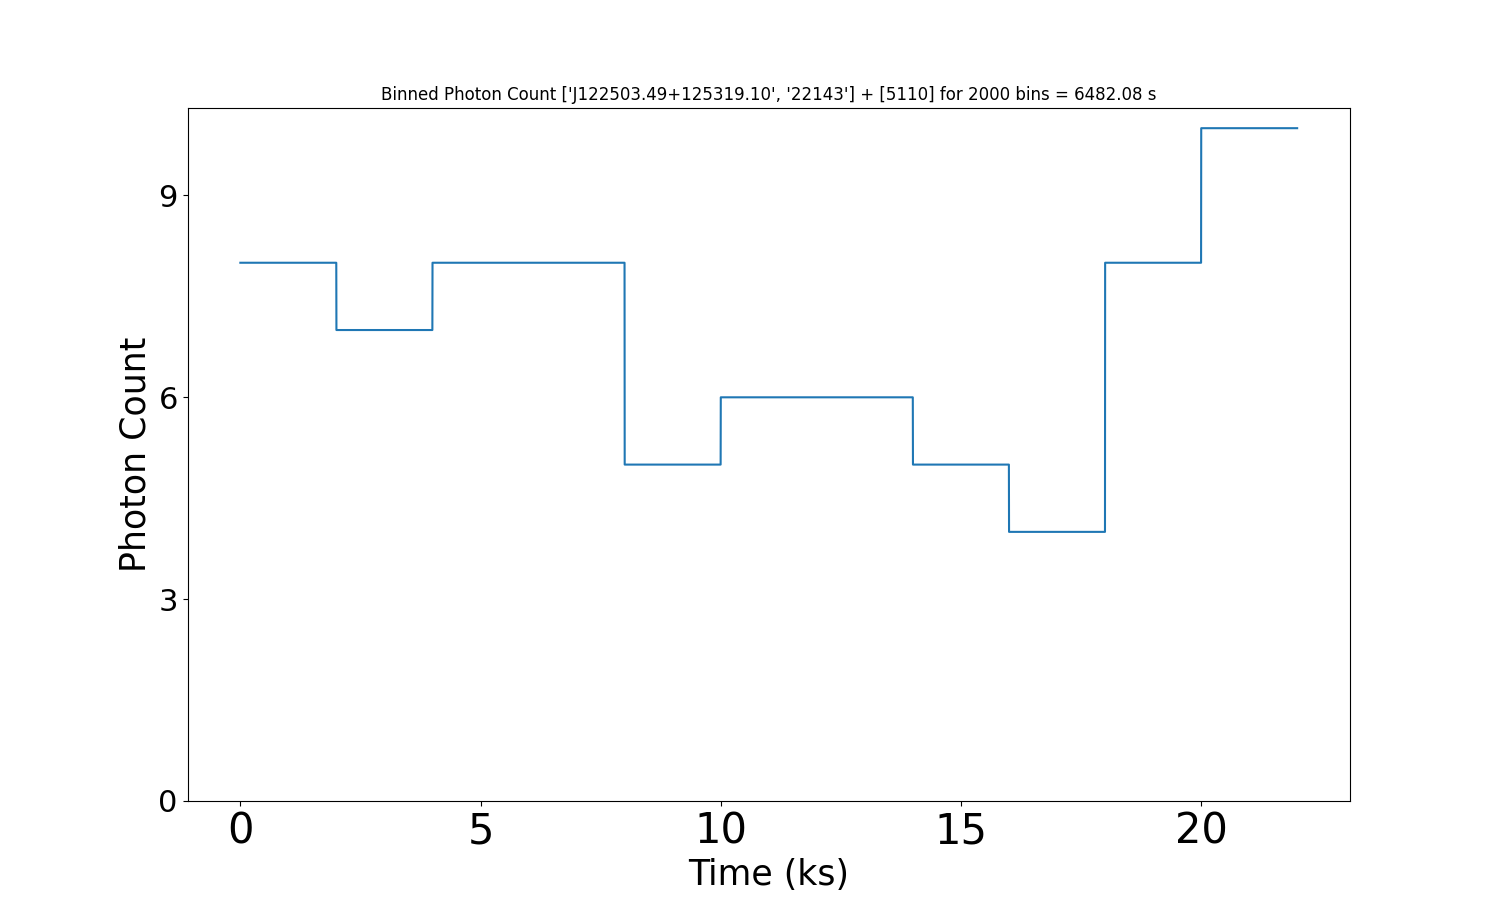 Binned Photon Count ['J122503.49+125319.10', '22143'] + [5110] for 2000 bins = 6482.08 s
9
6
3
0
Photon Count
0 5 10 15 20
Time (ks)